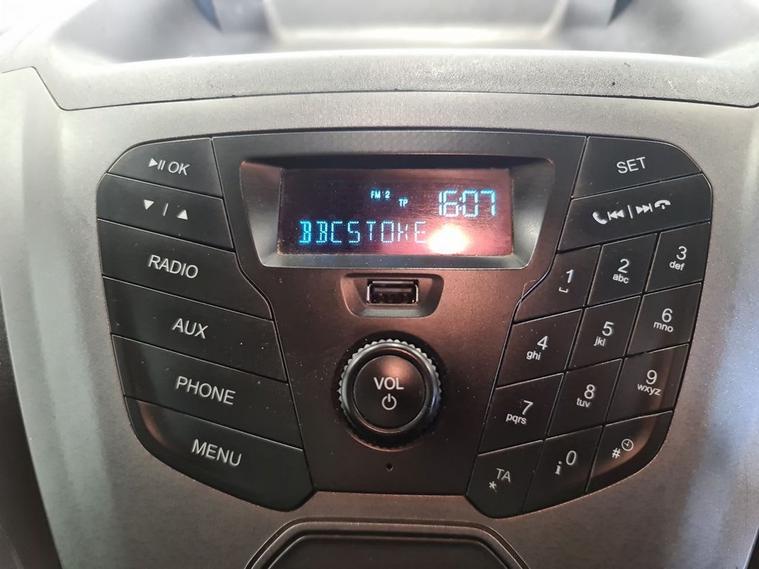 ▶II OK
▼ | ▲
RADIO
AUX
PHONE
MENU
FM 2
TP
16:07
BBCSTOKE
VOL
SET
1
2
abc
3
def
4
ghi
5
jkl
6
mno
7
pqrs
8
tuv
9
wxyz
TA
*
i 0
#